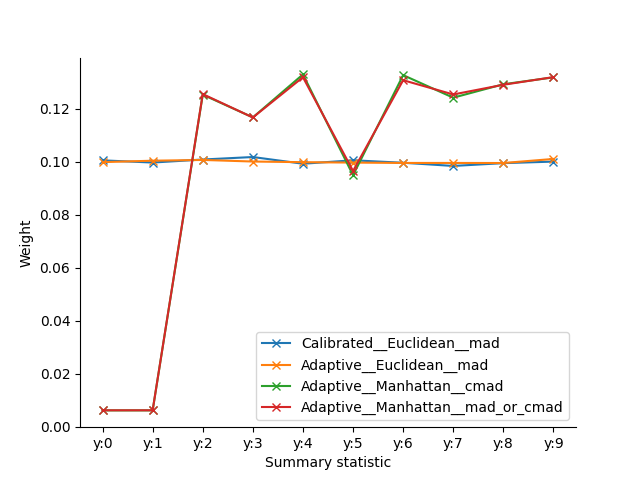 0.12
0.10
0.08
0.06
0.04
0.02
0.00
Weight
Calibrated__Euclidean__mad
Adaptive__Euclidean__mad
Adaptive__Manhattan__cmad
Adaptive__Manhattan__mad_or_cmad
y:0 y:1 y:2 y:3 y:4 y:5 y:6 y:7 y:8 y:9
Summary statistic